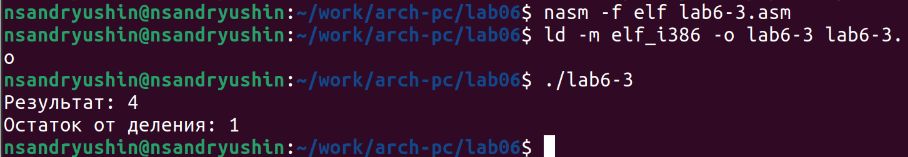 nsandryushin@nsandryushin:~/work/arch-pc/lab06$ nasm -f elf lab6-3.asm
nsandryushin@nsandryushin:~/work/arch-pc/lab06$ ld -m elf_i386 -o lab6-3 lab6-3.
o
nsandryushin@nsandryushin:~/work/arch-pc/lab06$ ./lab6-3
Результат: 4
Остаток от деления: 1
nsandryushin@nsandryushin:~/work/arch-pc/lab06$